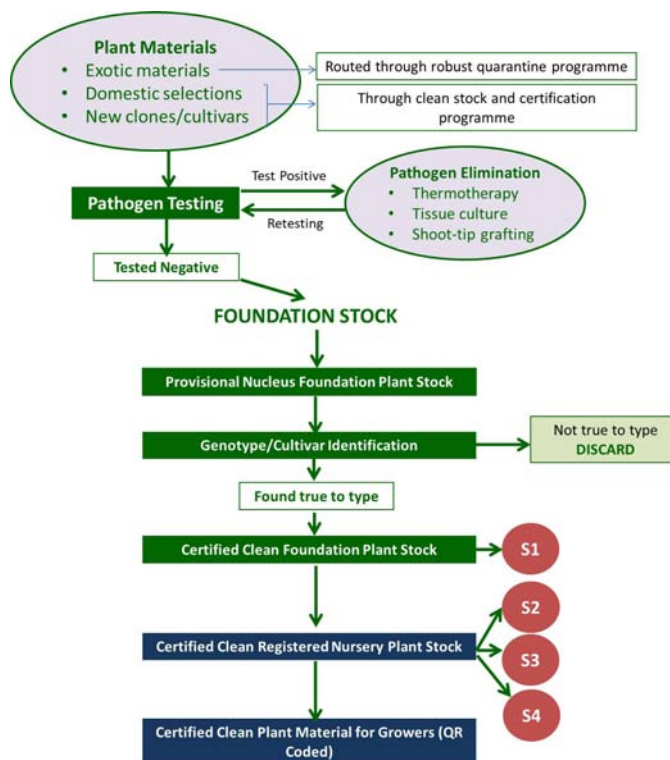 Plant Materials
• Exotic materials
• Domestic selections
• New clones/cultivars
Routed through robust quarantine programme
Through clean stock and certification
programme
Pathogen Testing
Test Positive
Retesting
Pathogen Elimination
• Thermotherapy
• Tissue culture
• Shoot-tip grafting
Tested Negative
FOUNDATION STOCK
Provisional Nucleus Foundation Plant Stock
Genotype/Cultivar Identification
Not true to type
DISCARD
Found true to type
Certified Clean Foundation Plant Stock
S1
S2
Certified Clean Registered Nursery Plant Stock
S3
S4
Certified Clean Plant Material for Growers (QR
Coded)